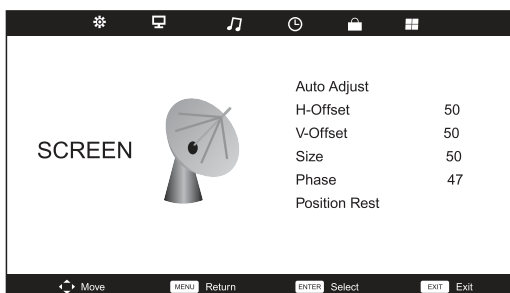 SCREEN
Auto Adjust
H-Offset 50
V-Offset 50
Size 50
Phase 47
Position Rest
Move MENU Return ENTER Select EXIT Exit